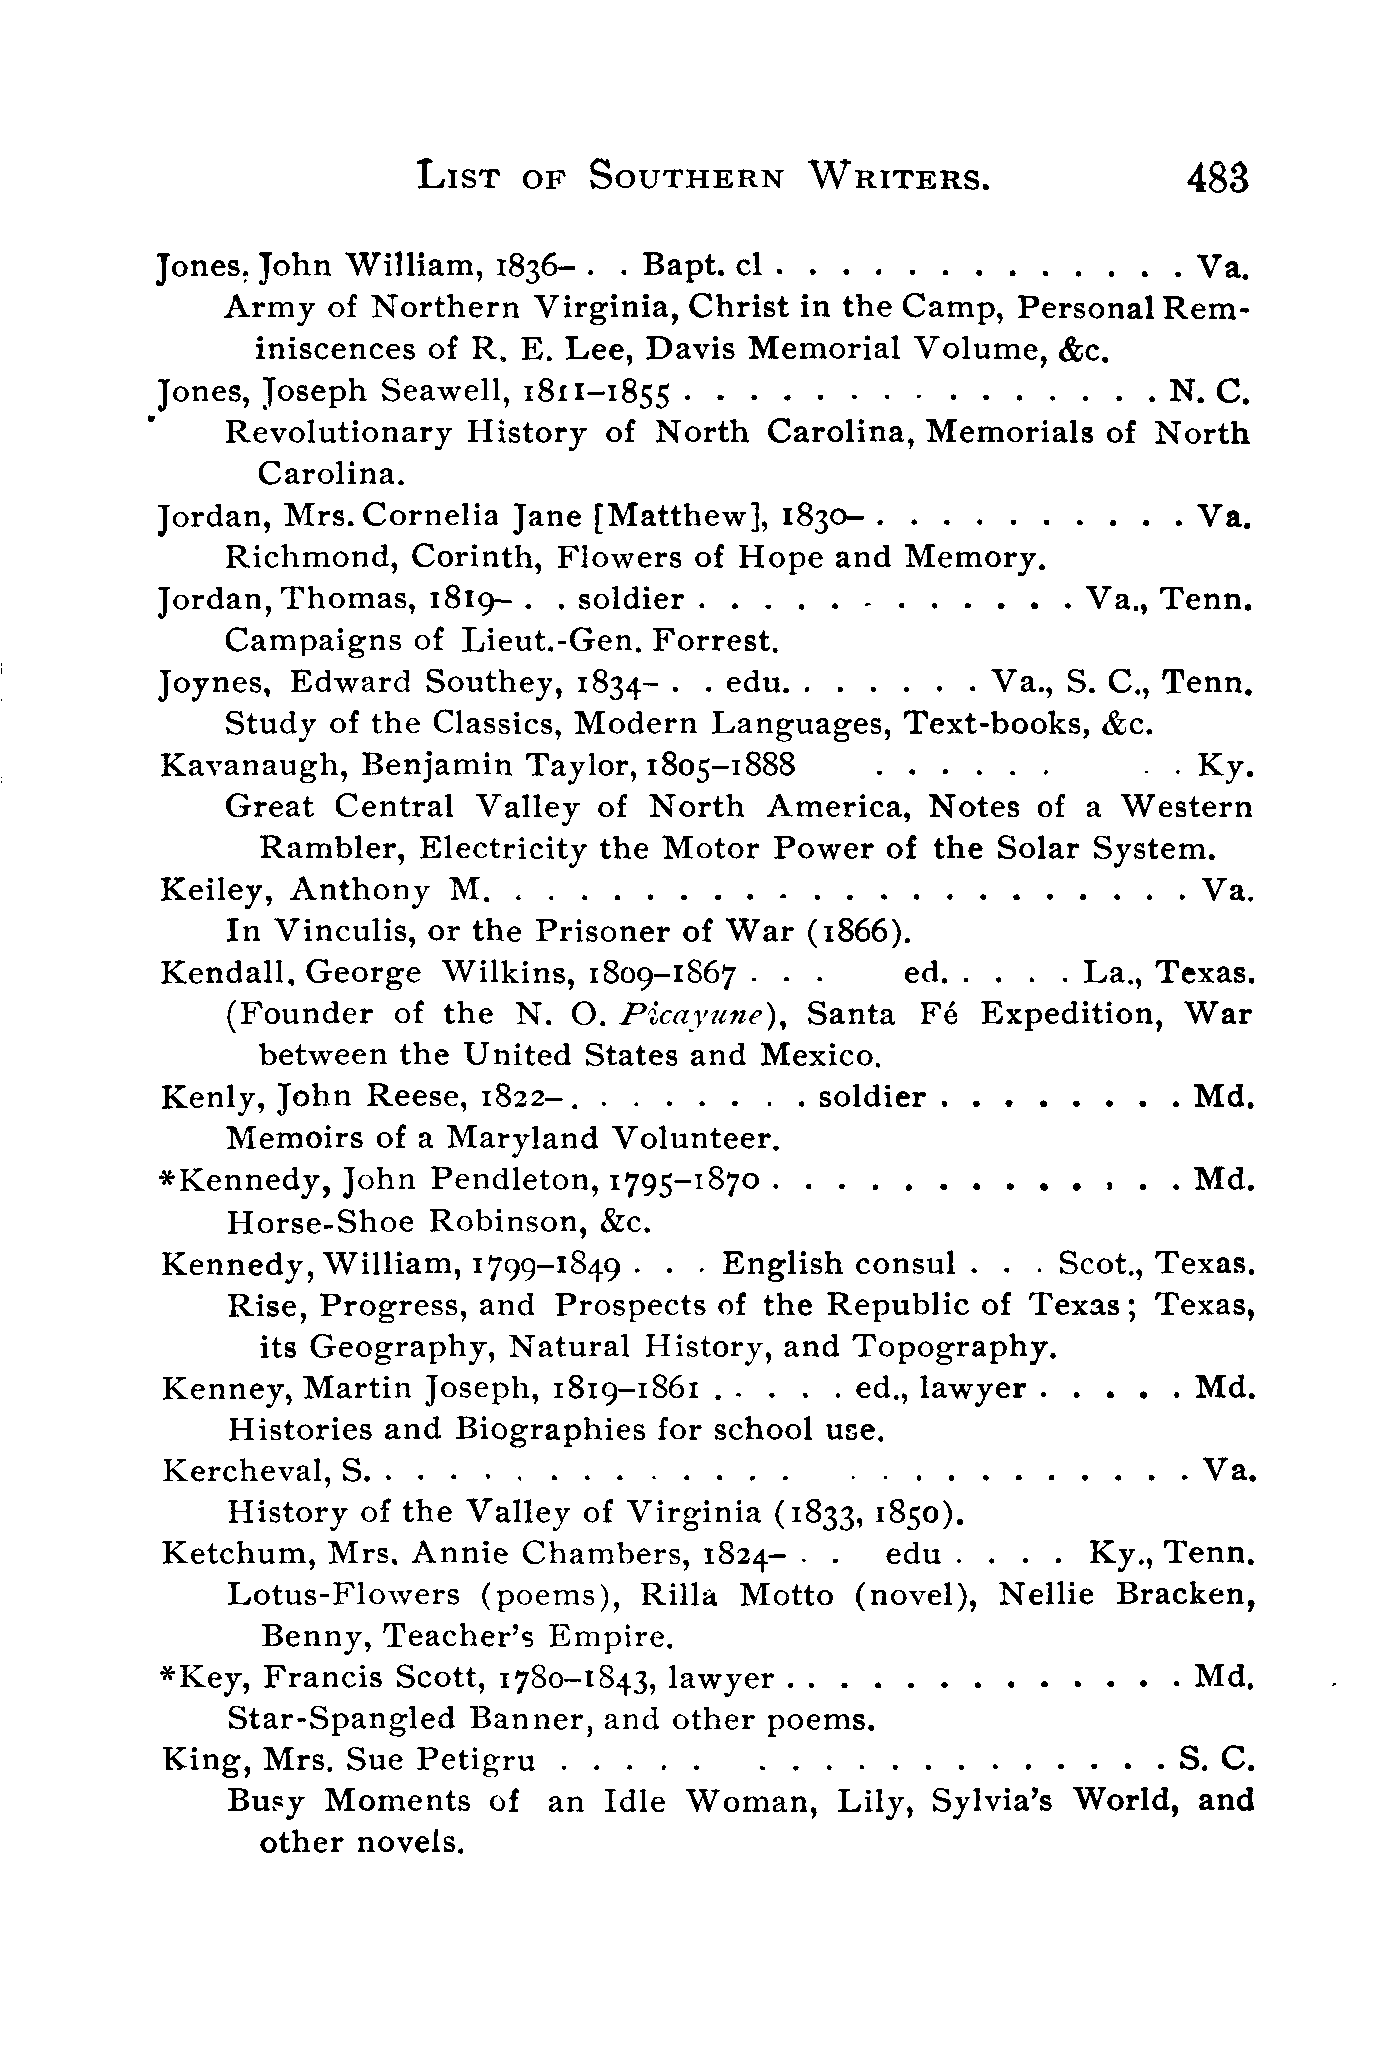 List of Southern Writers. 483
Jones, John William, 1836– . . Bapt. cl . . . . . . . . . . . . . Va.
Army of Northern Virginia, Christ in the Camp, Personal Rem-
iniscences of R. E. Lee, Davis Memorial Volume, &c.
Jones, Joseph Seawell, 1811–1855 . . . . . . . . . . . . . . . N. C.
Revolutionary History of North Carolina, Memorials of North
Carolina.
Jordan, Mrs. Cornelia Jane [Matthew], 1830– . . . . . . . . . . Va.
Richmond, Corinth, Flowers of Hope and Memory.
Jordan, Thomas, 1819– . . soldier . . . . . . . . . . . . Va., Tenn.
Campaigns of Lieut.-Gen. Forrest.
Joynes, Edward Southey, 1834– . . edu. . . . . . . Va., S. C., Tenn.
Study of the Classics, Modern Languages, Text-books, &c.
Kavanaugh, Benjamin Taylor, 1805–1888 . . . . . . . . Ky.
Great Central Valley of North America, Notes of a Western
Rambler, Electricity the Motor Power of the Solar System.
Keiley, Anthony M. . . . . . . . . . . . . . . . . . . . . . Va.
In Vinculis, or the Prisoner of War (1866).
Kendall, George Wilkins, 1809–1867 . . . ed. . . . . La., Texas.
(Founder of the N. O. Picayune), Santa Fé Expedition, War
between the United States and Mexico.
Kenly, John Reese, 1822– . . . . . . . . soldier . . . . . . . . Md.
Memoirs of a Maryland Volunteer.
*Kennedy, John Pendleton, 1795–1870 . . . . . . . . . . . . . Md.
Horse-Shoe Robinson, &c.
Kennedy, William, 1799–1849 . . . English consul . . . Scot., Texas.
Rise, Progress, and Prospects of the Republic of Texas; Texas,
its Geography, Natural History, and Topography.
Kenney, Martin Joseph, 1819–1861 . . . . . ed., lawyer . . . . . Md.
Histories and Biographies for school use.
Kercheval, S. . . . . . . . . . . . . . . . . . . . . . . . . Va.
History of the Valley of Virginia (1833, 1850).
Ketchum, Mrs. Annie Chambers, 1824– . . edu . . . . Ky., Tenn.
Lotus-Flowers (poems), Rilla Motto (novel), Nellie Bracken,
Benny, Teacher's Empire.
*Key, Francis Scott, 1780–1843, lawyer . . . . . . . . . . . . . Md.
Star-Spangled Banner, and other poems.
King, Mrs. Sue Petigru . . . . . . . . . . . . . . . . . . S. C.
Busy Moments of an Idle Woman, Lily, Sylvia's World, and
other novels.